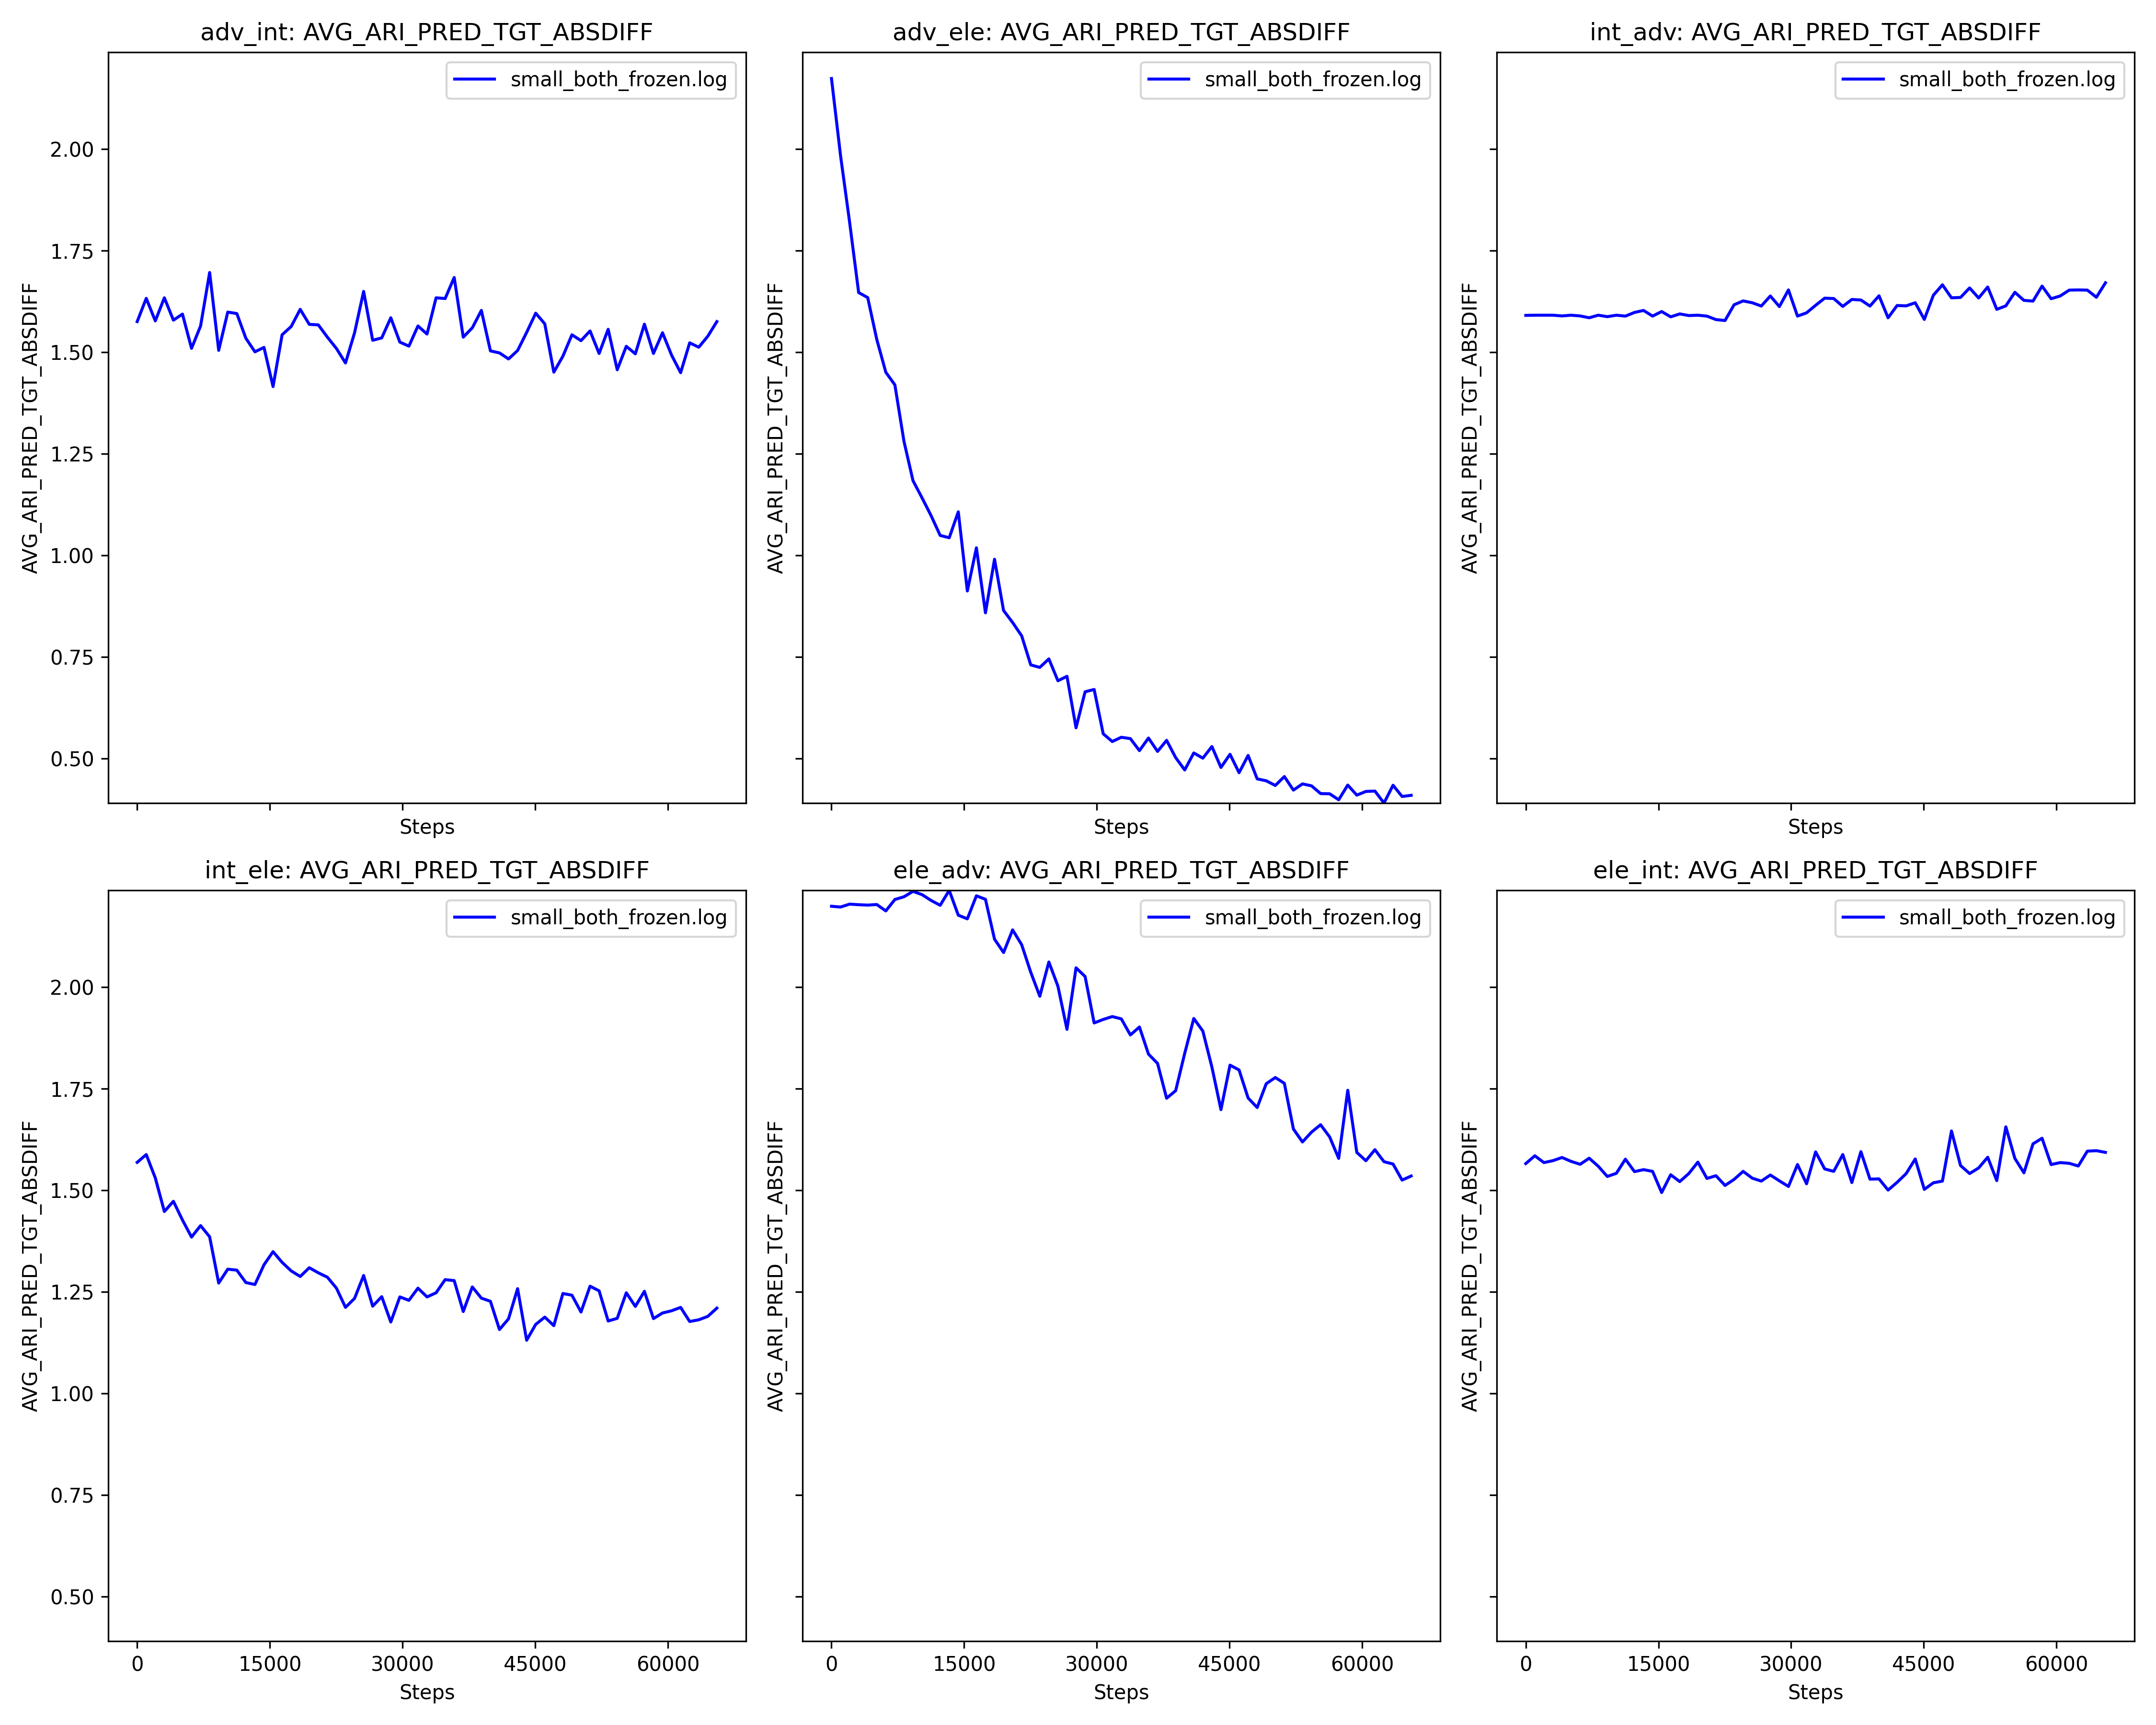 adv_int: AVG_ARI_PRED_TGT_ABSDIFF
adv_ele: AVG_ARI_PRED_TGT_ABSDIFF
int_adv: AVG_ARI_PRED_TGT_ABSDIFF
small_both_frozen.log
small_both_frozen.log
small_both_frozen.log
AVG_ARI_PRED_TGT_ABSDIFF
2.00
1.75
1.50
1.25
1.00
0.75
0.50
AVG_ARI_PRED_TGT_ABSDIFF
AVG_ARI_PRED_TGT_ABSDIFF
Steps
Steps
Steps
int_ele: AVG_ARI_PRED_TGT_ABSDIFF
ele_adv: AVG_ARI_PRED_TGT_ABSDIFF
ele_int: AVG_ARI_PRED_TGT_ABSDIFF
small_both_frozen.log
small_both_frozen.log
small_both_frozen.log
AVG_ARI_PRED_TGT_ABSDIFF
2.00
1.75
1.50
1.25
1.00
0.75
0.50
AVG_ARI_PRED_TGT_ABSDIFF
AVG_ARI_PRED_TGT_ABSDIFF
0 15000 30000 45000 60000
0 15000 30000 45000 60000
0 15000 30000 45000 60000
Steps
Steps
Steps